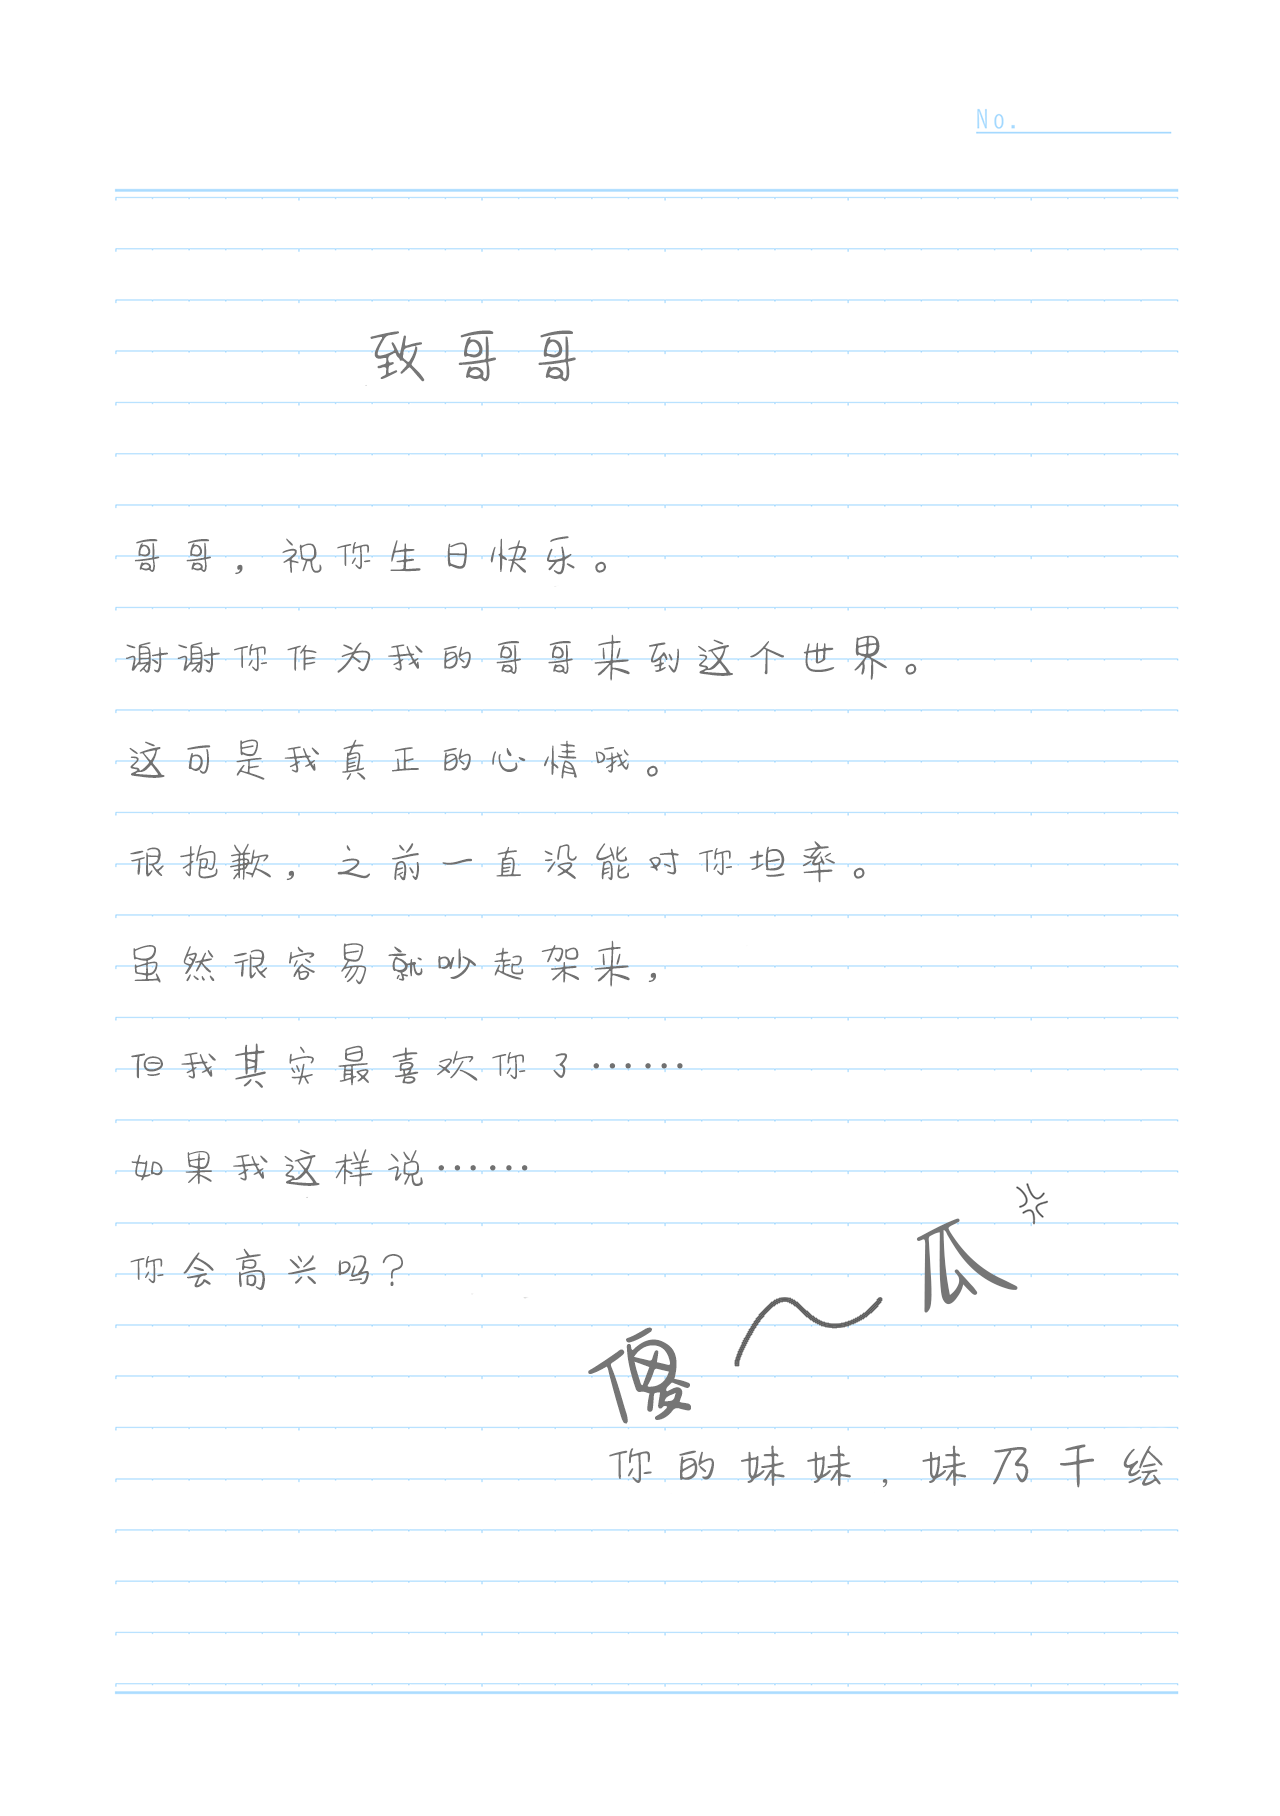 No.
致哥哥
哥哥，祝你生日快乐。
谢谢你作为我的哥哥来到这个世界。
这可是我真正的心情哦。
很抱歉，之前一直没能对你坦率。
虽然很容易就吵起架来，
但我其实最喜欢你了……
如果我这样说……
你会高兴吗？
傻～瓜
你的妹妹，妹乃千绘